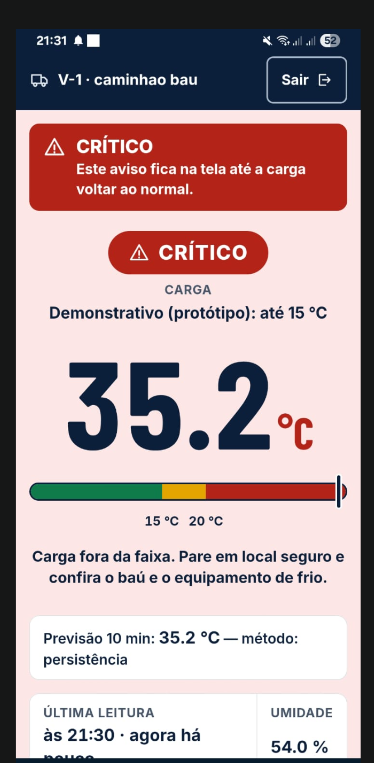 21:31 52
V-1 · caminhao bau Sair
CRÍTICO
Este aviso fica na tela até a carga
voltar ao normal.
CRÍTICO
CARGA
Demonstrativo (protótipo): até 15 °C
35.2 °C
15 °C 20 °C
Carga fora da faixa. Pare em local seguro e
confira o baú e o equipamento de frio.
Previsão 10 min: 35.2 °C — método:
persistência
ÚLTIMA LEITURA UMIDADE
às 21:30 · agora há
pouco 54.0 %